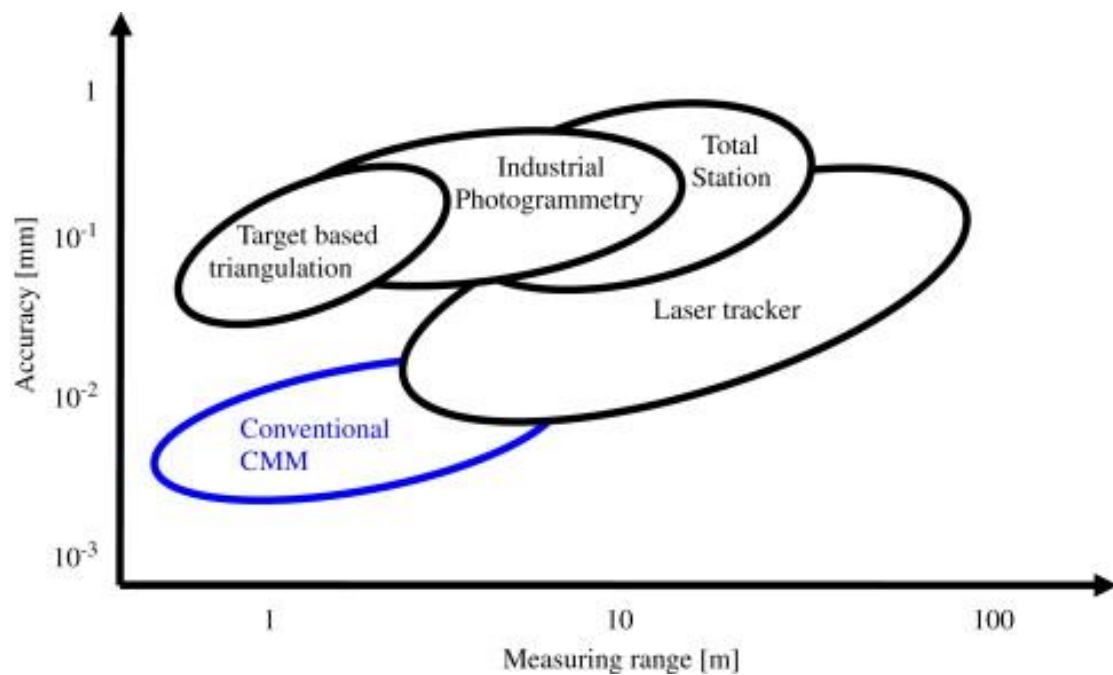 1
Total
Station
Industrial
Photogrammetry
Target based
triangulation
10⁻¹
Laser tracker
Accuracy [mm]
10⁻²
Conventional
CMM
10⁻³
1 10 100
Measuring range [m]